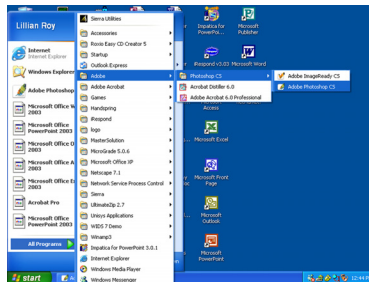 Lillian Roy
Internet
Internet Explorer
Windows Explorer
Adobe Photoshop
Microsoft Office W
2003
Microsoft Office
PowerPoint 2003
Microsoft Office O
2003
Microsoft Office A
2003
Microsoft Office E
2003
Acrobat Pro
Microsoft Office
PowerPoint 2003
All Programs
start
Sierra Utilities
Accessories
Roxio Easy CD Creator 5
Startup
Outlook Express
Adobe
Adobe Acrobat
Games
Handspring
iRespond
logo
MasterSolution
MicroGrade 5.0.6
Microsoft Office XP
Netscape 7.1
Network Service Process Control
Sierra
UltimateZip 2.7
Unisys Applications
WIDS 7 Demo
Winamp3
Impatica for PowerPoint 3.0.1
Internet Explorer
Windows Media Player
Windows Messenger
Photoshop CS
Acrobat Distiller 6.0
Adobe Acrobat 6.0 Professional
Adobe ImageReady CS
Adobe Photoshop CS
Impatica for
PowerPoi...
Microsoft
Publisher
iRespond v3.03
Microsoft Word
Access
Microsoft Excel
Microsoft Front
Page
Microsoft
Outlook
Microsoft
PowerPoint
12:44 P